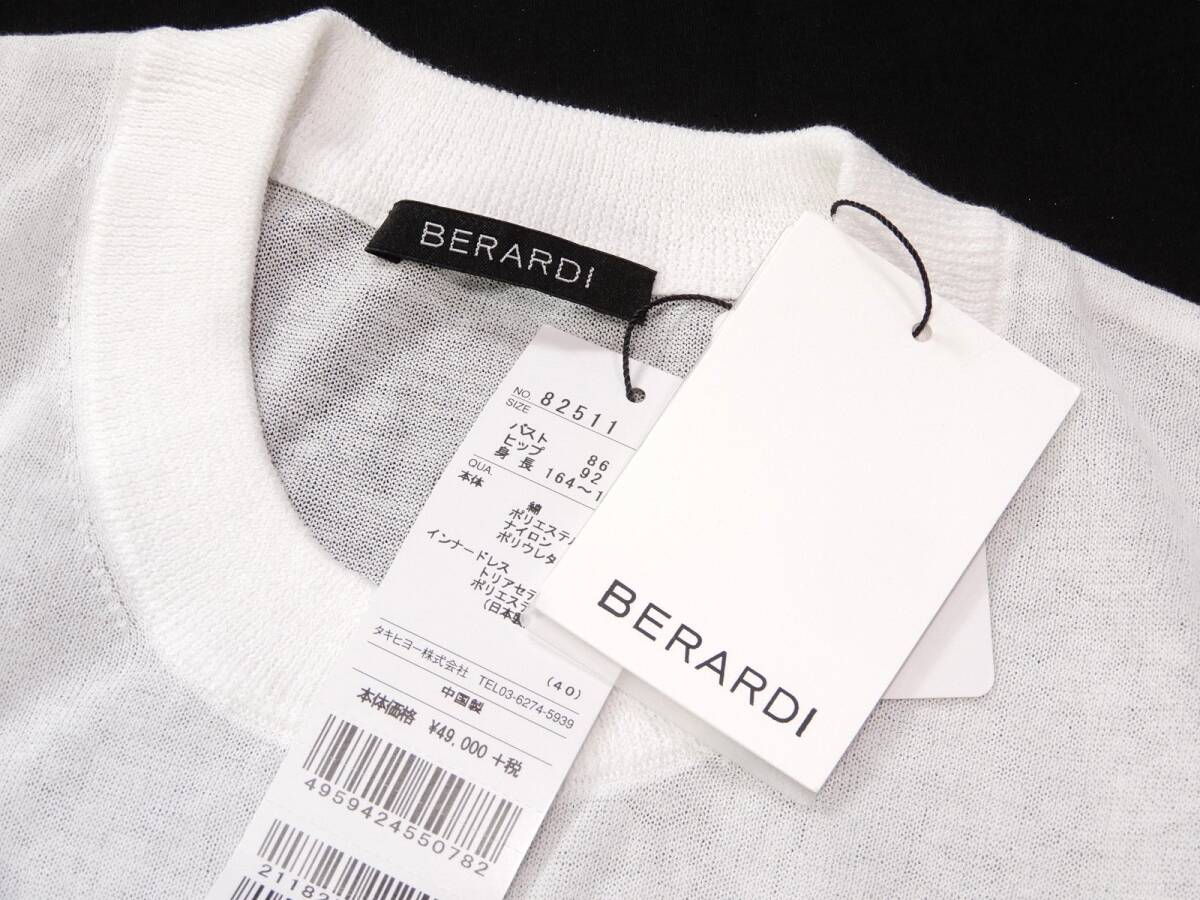 BERARDI
NO. 82511
SIZE
バスト 86
ヒップ 92
身長 164～1
QUA.
本体
綿
ポリエステル
ナイロン
ポリウレタ
インナードレス
トリアセテ
ポリエステ
(日本製
(40)
タキヒヨー株式会社 TEL03-6274-5939
中国製
本体価格 ¥49,000+税
4959424550782
21182
BERARDI